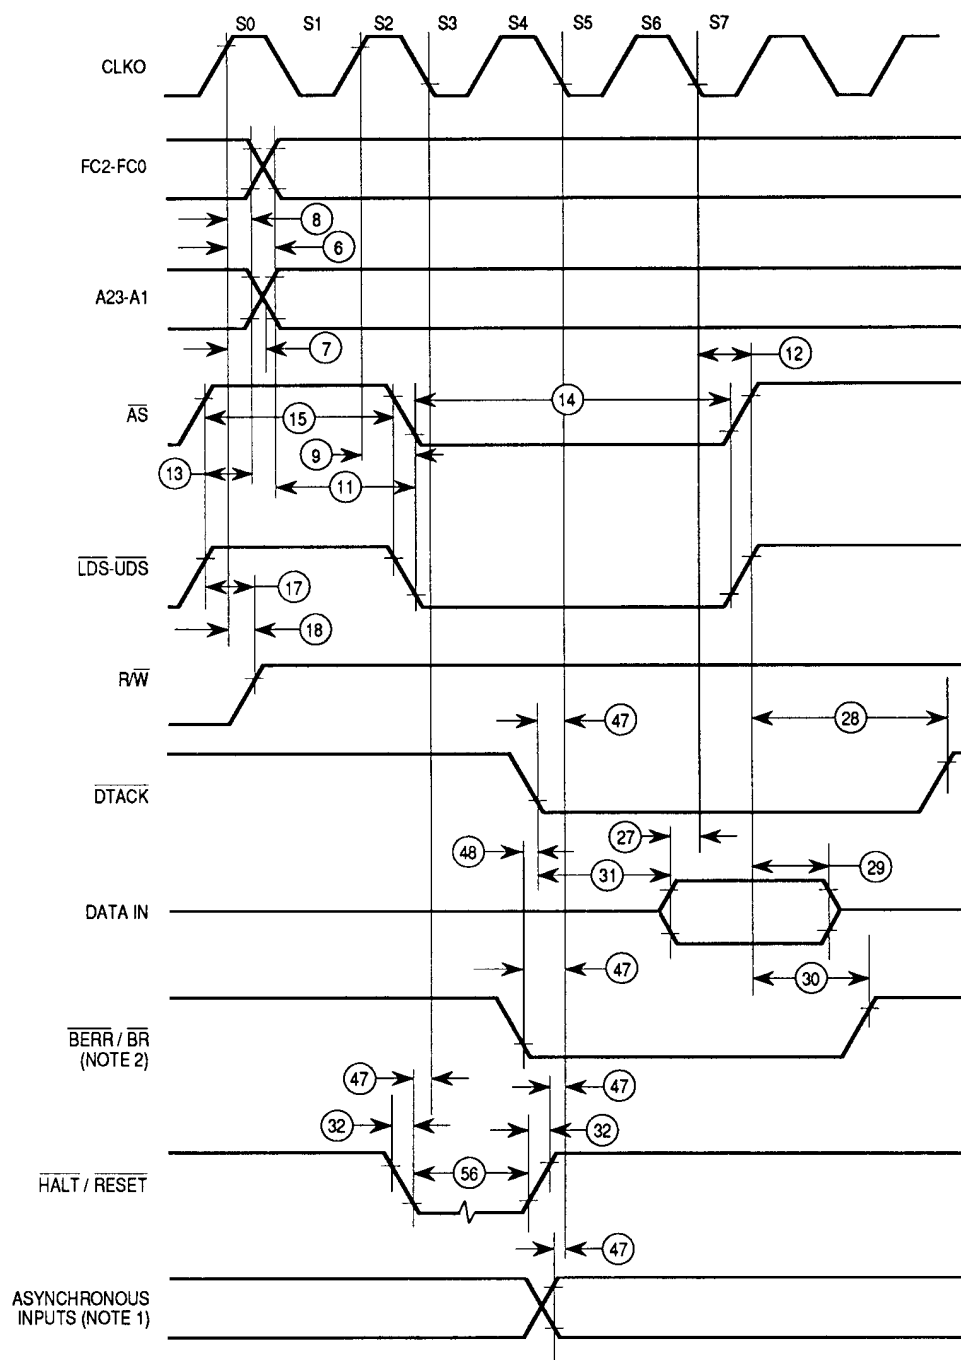 S0 S1 S2 S3 S4 S5 S6 S7
CLKO
FC2-FC0
8
6
A23-A1
7
12
AS
14
15
9
13
11
LDS-UDS
17
18
R/W
47
28
DTACK
27
48
31
29
DATA IN
47
30
BERR / BR
(NOTE 2)
47
47
32
32
56
HALT / RESET
47
ASYNCHRONOUS
INPUTS (NOTE 1)